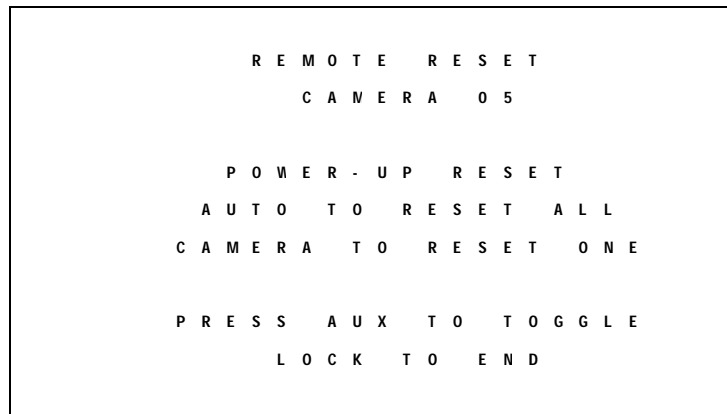 REMOTE RESET
CAMERA 05
POWER-UP RESET
AUTO TO RESET ALL
CAMERA TO RESET ONE
PRESS AUX TO TOGGLE
LOCK TO END